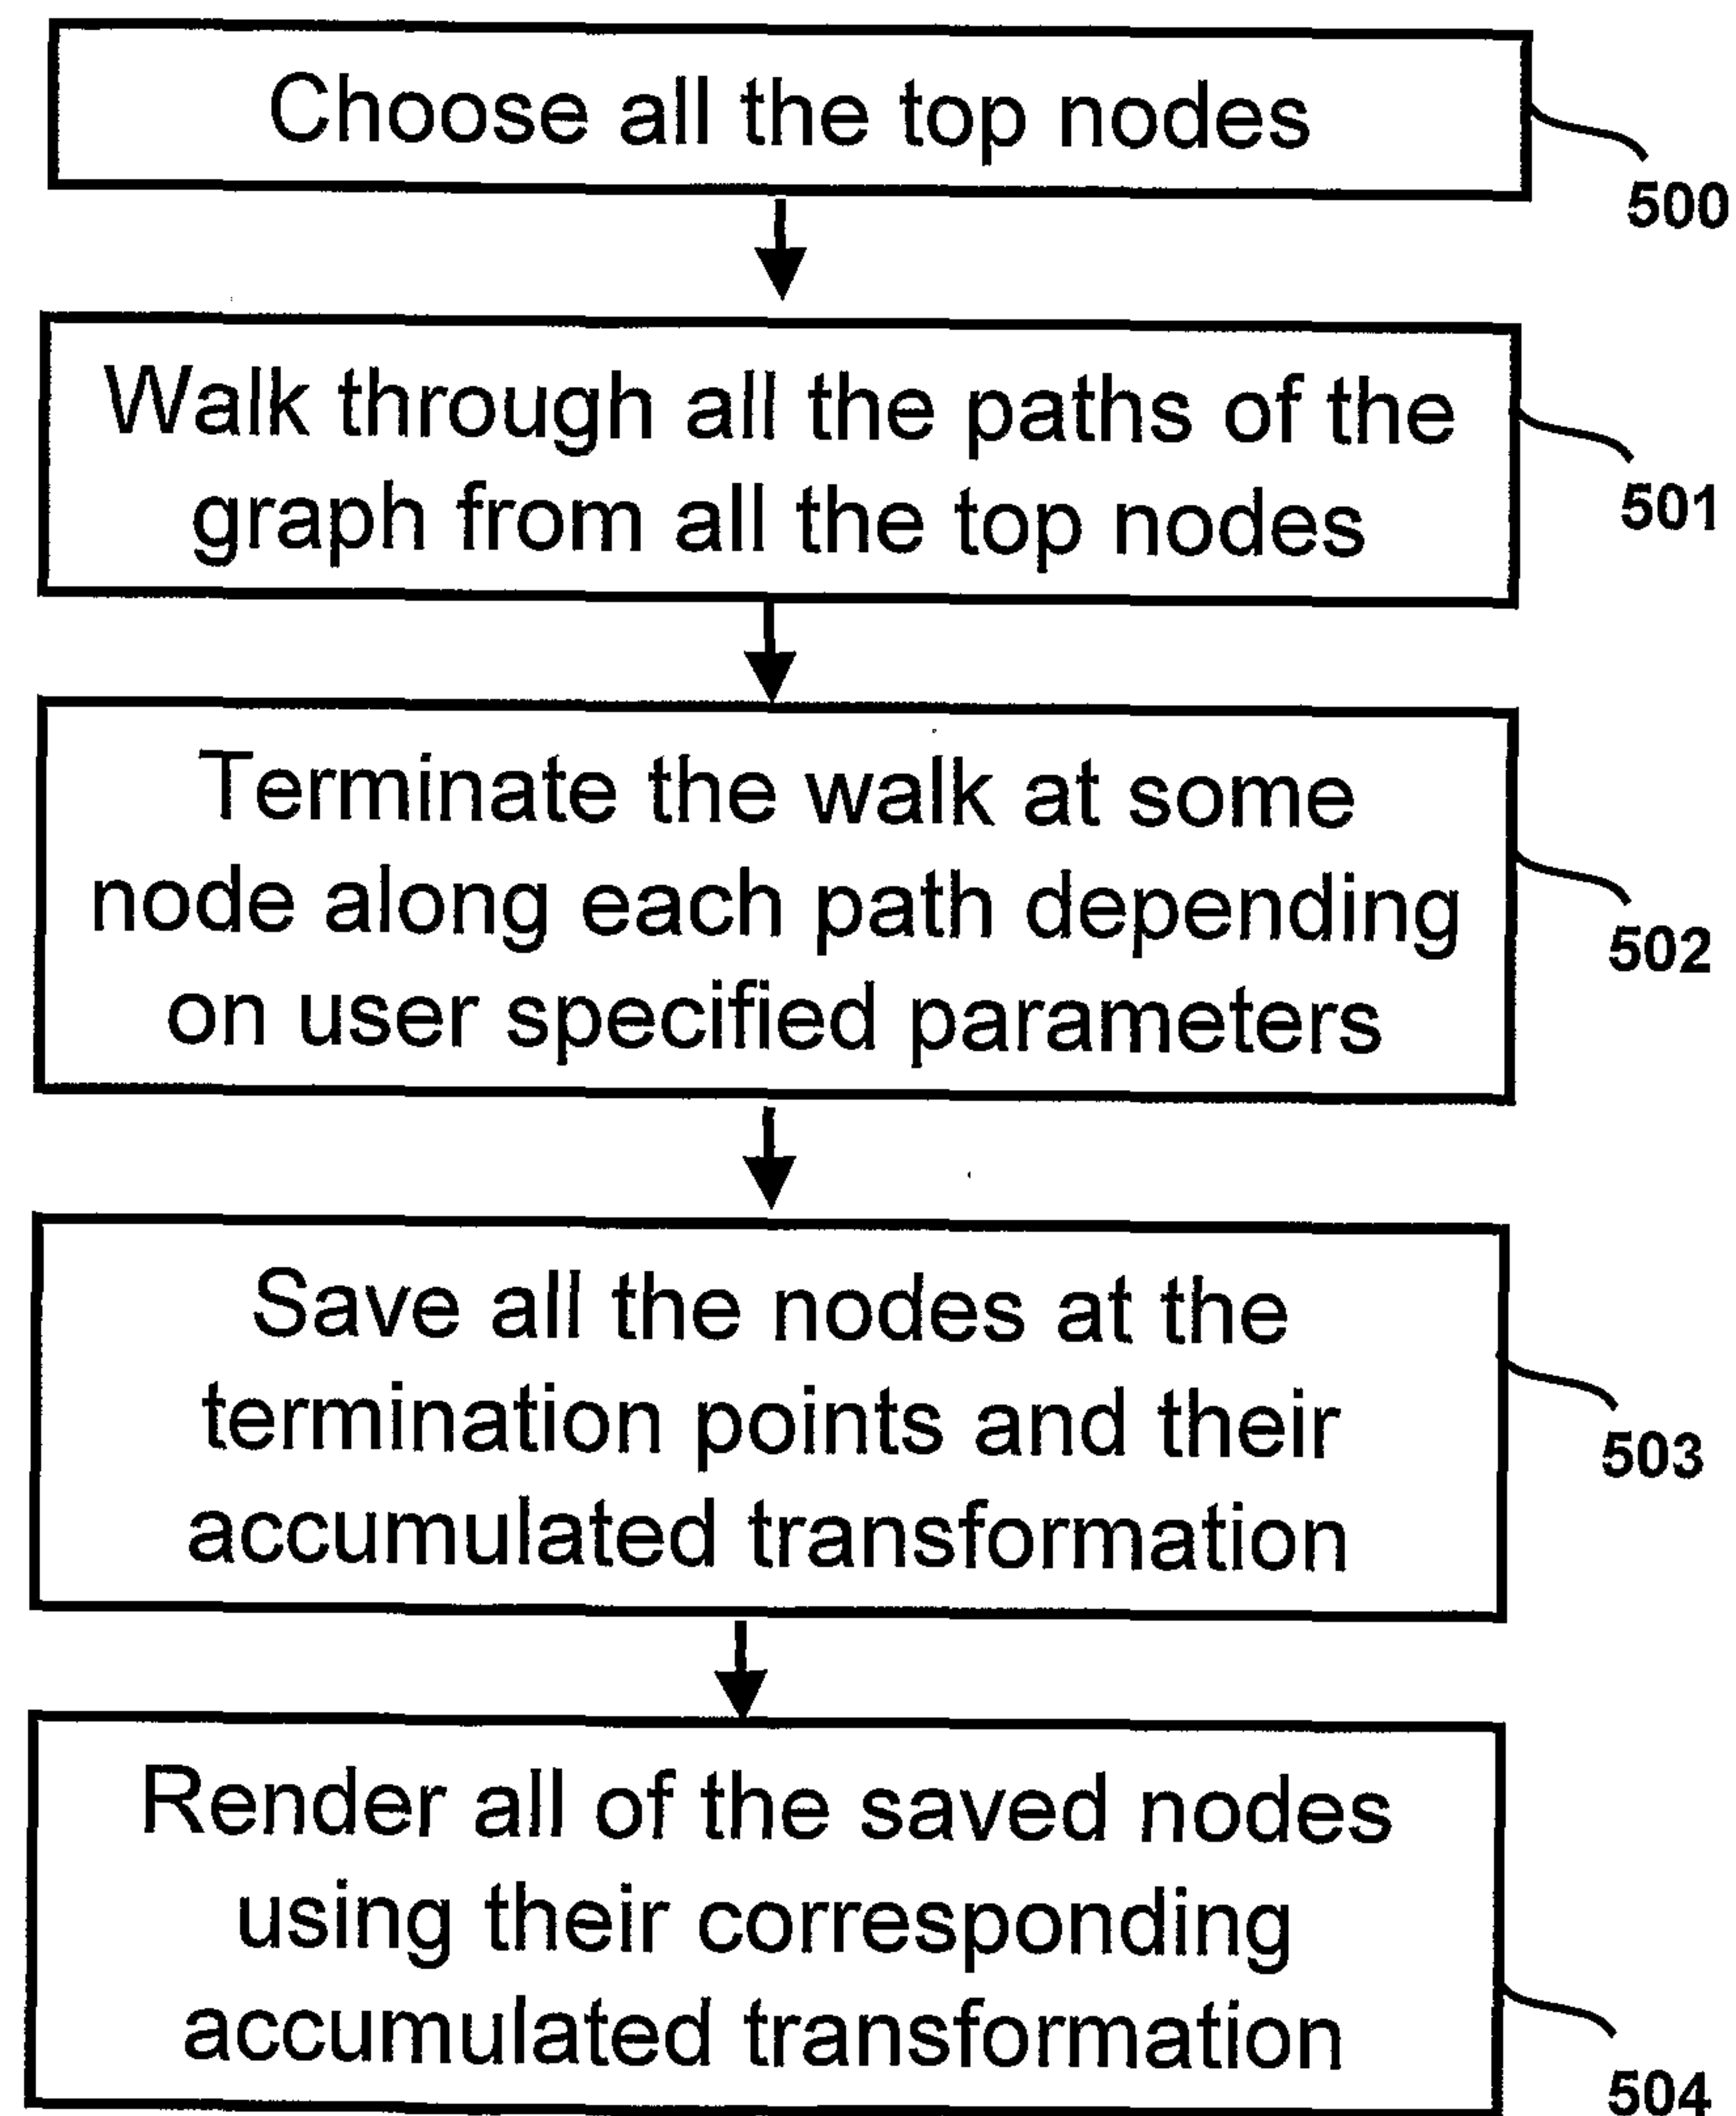 Choose all the top nodes
500
Walk through all the paths of the
graph from all the top nodes
501
Terminate the walk at some
node along each path depending
on user specified parameters
502
Save all the nodes at the
termination points and their
accumulated transformation
503
Render all of the saved nodes
using their corresponding
accumulated transformation
504